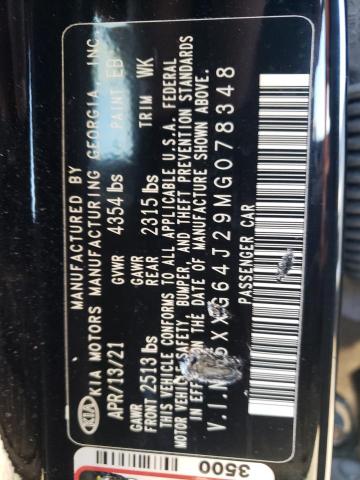 MANUFACTURED BY
KIA KIA MOTORS MANUFACTURING GEORGIA, INC.
APR/13/21 GVWR 4354 lbs PAINT EB
GAWR FRONT 2513 lbs GAWR REAR 2315 lbs TRIM WK
THIS VEHICLE CONFORMS TO ALL APPLICABLE U.S.A. FEDERAL
MOTOR VEHICLE SAFETY, BUMPER, AND THEFT PREVENTION STANDARDS
IN EFFECT ON THE DATE OF MANUFACTURE SHOWN ABOVE.
G64J29MG078348
PASSENGER CAR
3500